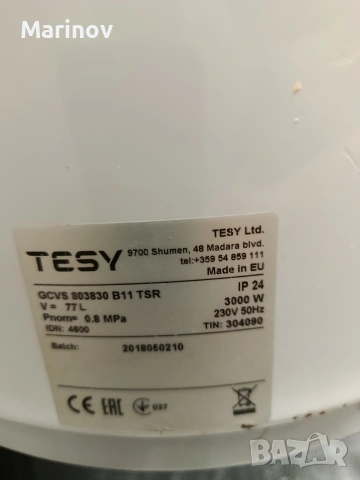 Marinov
TESY
TESY Ltd.
9700 Shumen, 48 Madara blvd.
tel:+359 54 859 111
Made in EU
GCVS 803830 B11 TSR
V = 77 L
Pnom= 0.8 MPa
IDN: 4600
IP 24
3000 W
230V 50Hz
TIN: 304090
Batch: 2018050210
CE EAC 037
BAZAR